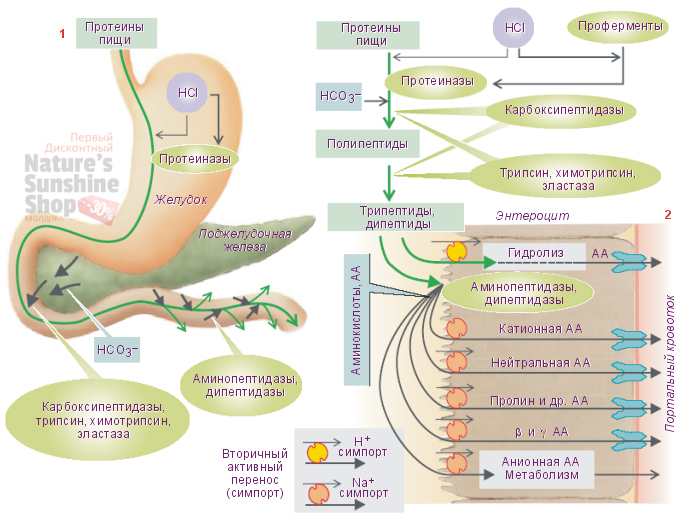 1
Протеины
пищи
HCl
Протеиназы
Первый
Дисконтный
Nature's
Sunshine
Shop
-30%
МОЛДОВА
Желудок
Поджелудочная
железа
HCO3–
Карбоксипептидазы,
трипсин, химотрипсин,
эластаза
Аминопептидазы,
дипептидазы
Вторичный
активный
перенос
(симпорт)
H+
симпорт
Na+
симпорт
Протеины
пищи
HCl
Проферменты
Протеиназы
HCO3–
Карбоксипептидазы
Полипептиды
Трипсин, химотрипсин,
эластаза
Трипептиды,
дипептиды
Энтероцит
2
Гидролиз
АА
Аминопептидазы,
дипептидазы
Аминокислоты, АА
Катионная АА
Нейтральная АА
Пролин и др. АА
β и γ АА
Анионная АА
Метаболизм
Портальный кровоток